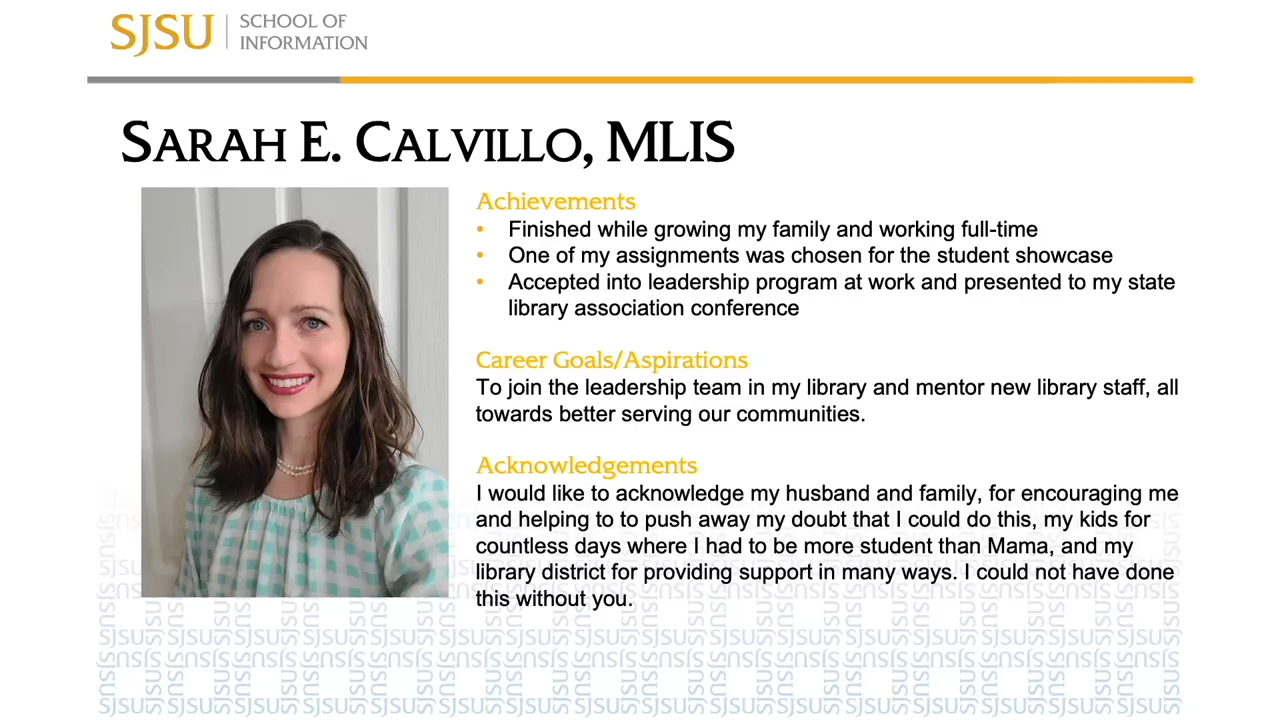 SJSU SCHOOL OF
INFORMATION
SARAH E. CALVILLO, MLIS
Achievements
• Finished while growing my family and working full-time
• One of my assignments was chosen for the student showcase
• Accepted into leadership program at work and presented to my state
library association conference
Career Goals/Aspirations
To join the leadership team in my library and mentor new library staff, all
towards better serving our communities.
Acknowledgements
I would like to acknowledge my husband and family, for encouraging me
and helping to to push away my doubt that I could do this, my kids for
countless days where I had to be more student than Mama, and my
library district for providing support in many ways. I could not have done
this without you.